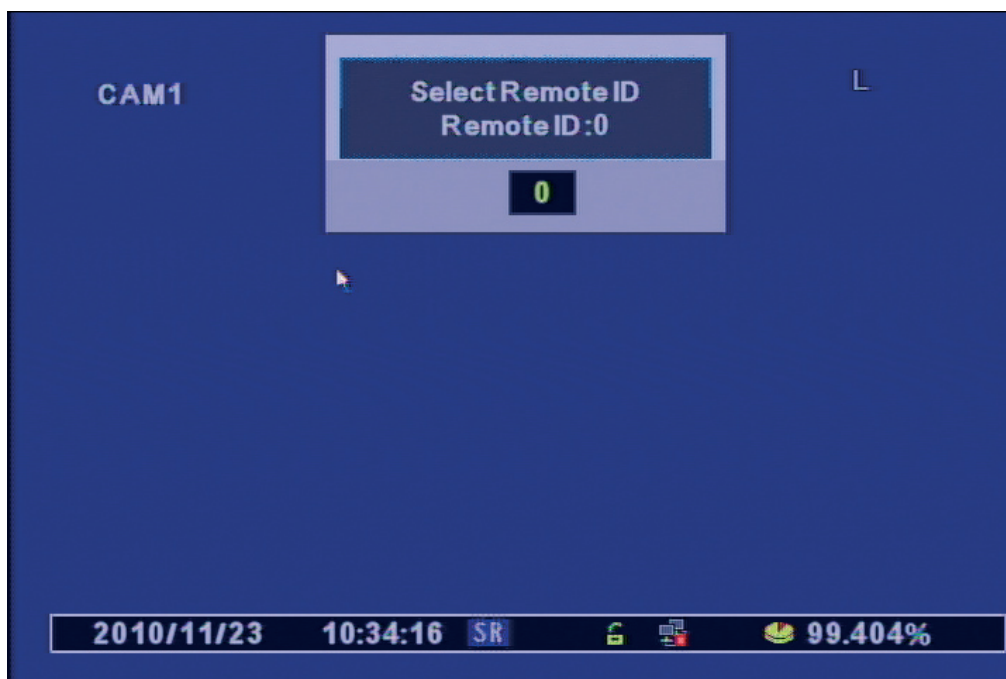 CAM1
Select Remote ID
Remote ID:0
L
0
2010/11/23 10:34:16 SR 99.404%